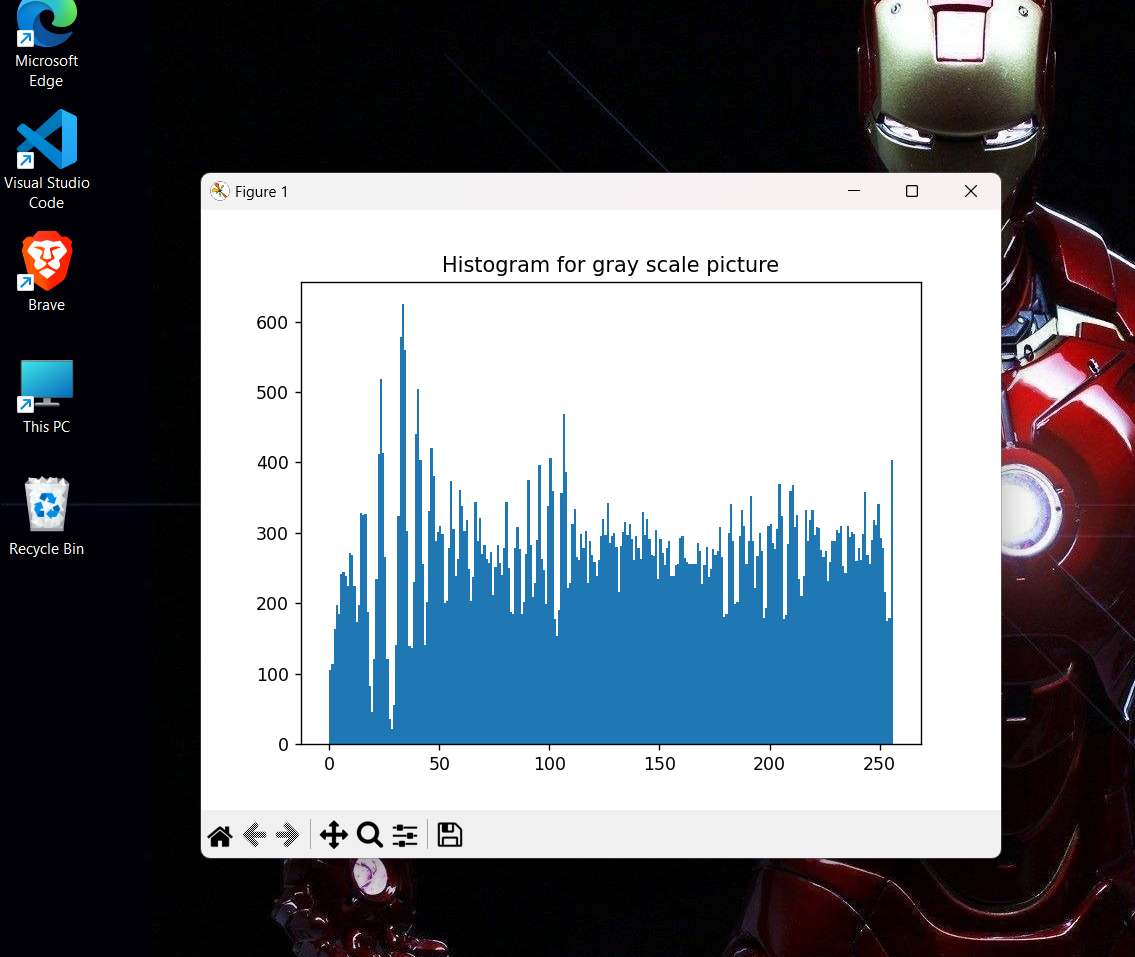 Microsoft
Edge
Visual Studio
Code
Brave
This PC
Recycle Bin
Figure 1
Histogram for gray scale picture
600
500
400
300
200
100
0
0 50 100 150 200 250